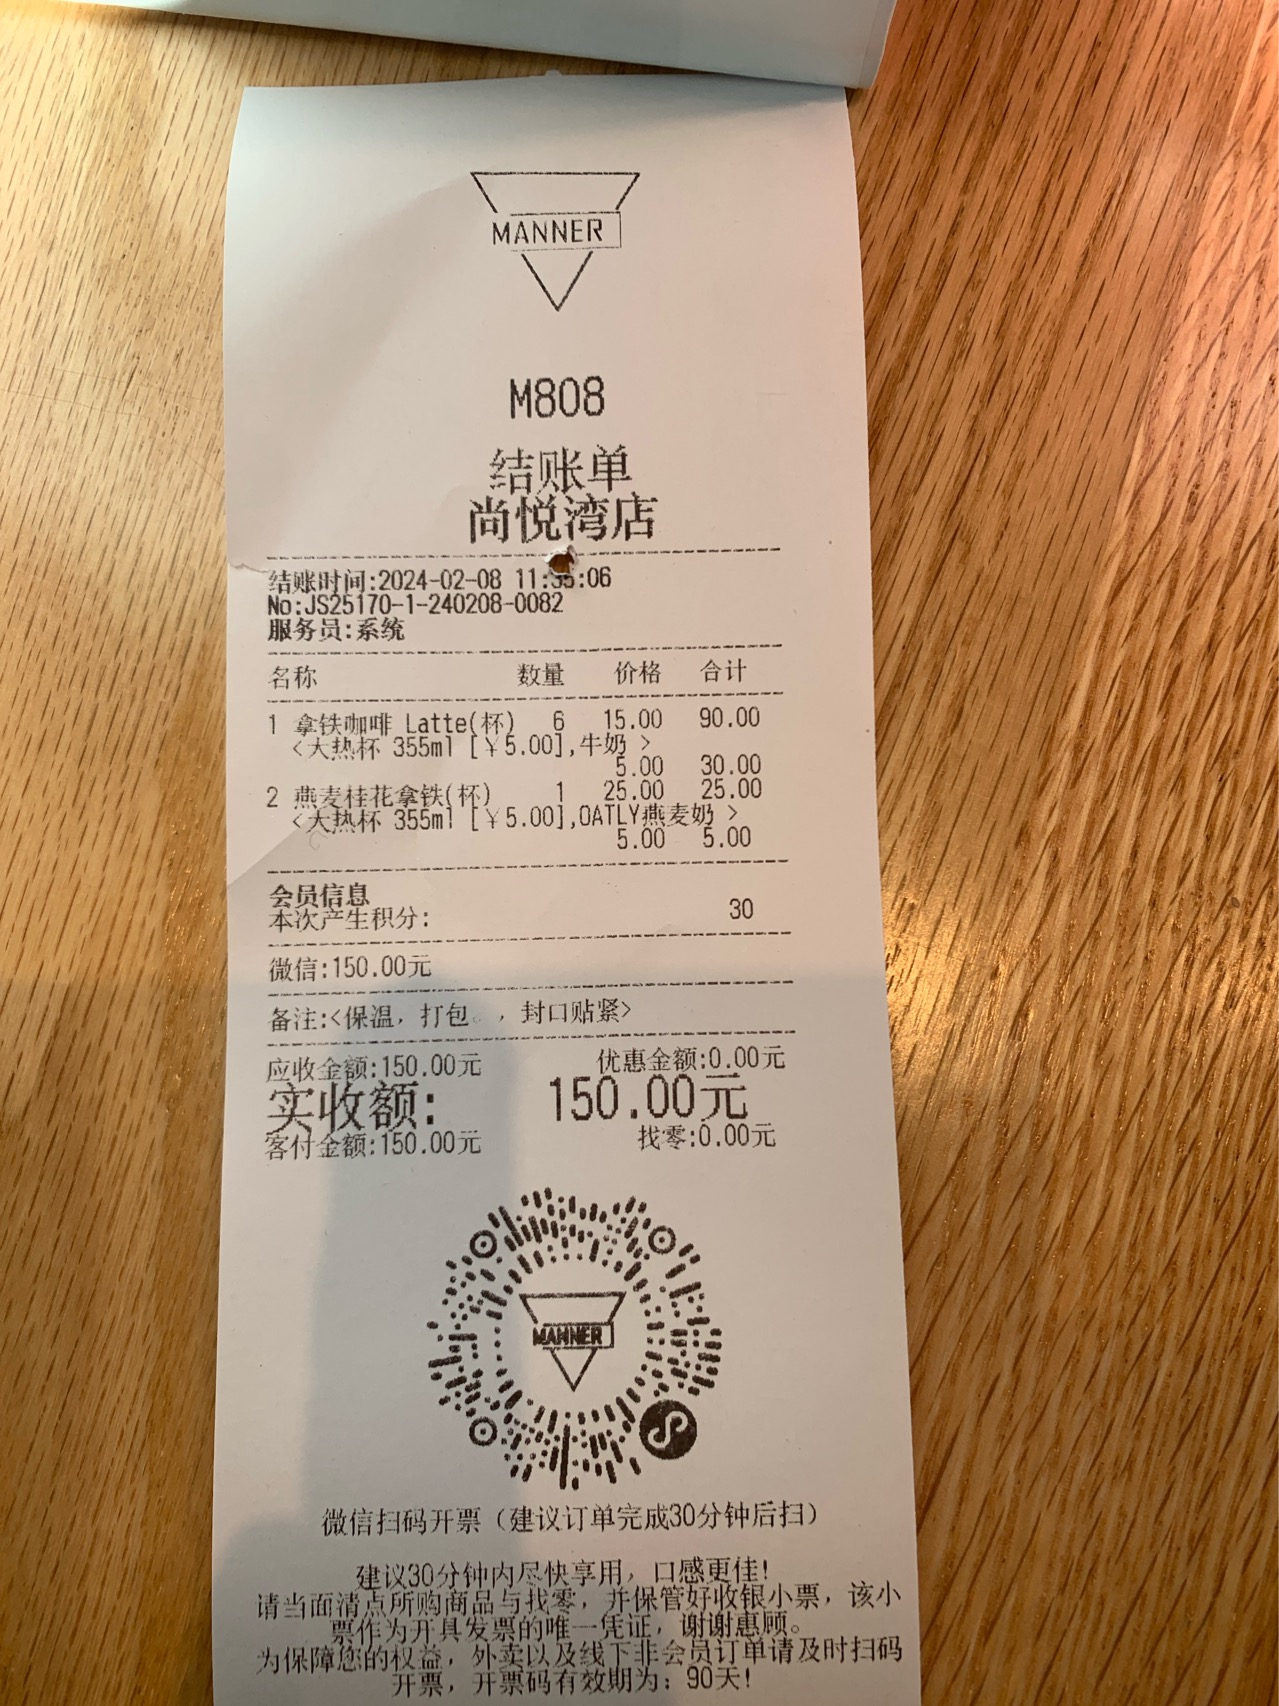 MANNER
M808
结账单
尚悦湾店
结账时间:2024-02-08 11:35:06
No:JS25170-1-240208-0082
服务员:系统
名称 数量 价格 合计
1 拿铁咖啡 Latte(杯) 6 15.00 90.00
<大热杯 355ml [￥5.00],牛奶 >
5.00 30.00
2 燕麦桂花拿铁(杯) 1 25.00 25.00
<大热杯 355ml [￥5.00],OATLY燕麦奶 >
5.00 5.00
会员信息
本次产生积分: 30
微信:150.00元
备注:<保温，打包。，封口贴紧>
应收金额:150.00元 优惠金额:0.00元
实收额: 150.00元
客付金额:150.00元 找零:0.00元
MANNER
微信扫码开票（建议订单完成30分钟后扫）
建议30分钟内尽快享用，口感更佳!
请当面清点所购商品与找零，并保管好收银小票，该小
票作为开具发票的唯一凭证，谢谢惠顾。
为保障您的权益，外卖以及线下非会员订单请及时扫码
开票，开票码有效期为：90天!